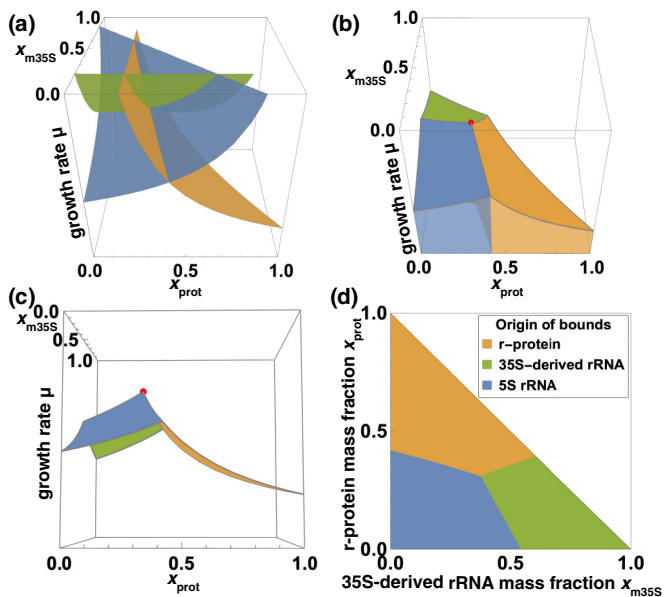 (a)
1.0
0.5
x_m35S
0.0
growth rate μ
0.0
0.5
1.0
x_prot
(b)
1.0
0.5
x_m35S
0.0
growth rate μ
0.0
0.5
1.0
x_prot
(c)
0.0
x_m35S
0.5
1.0
growth rate μ
0.0
0.5
1.0
x_prot
(d)
1.0
0.5
0.0
r-protein mass fraction x_prot
Origin of bounds
r-protein
35S-derived rRNA
5S rRNA
0.0
0.5
1.0
35S-derived rRNA mass fraction x_m35S